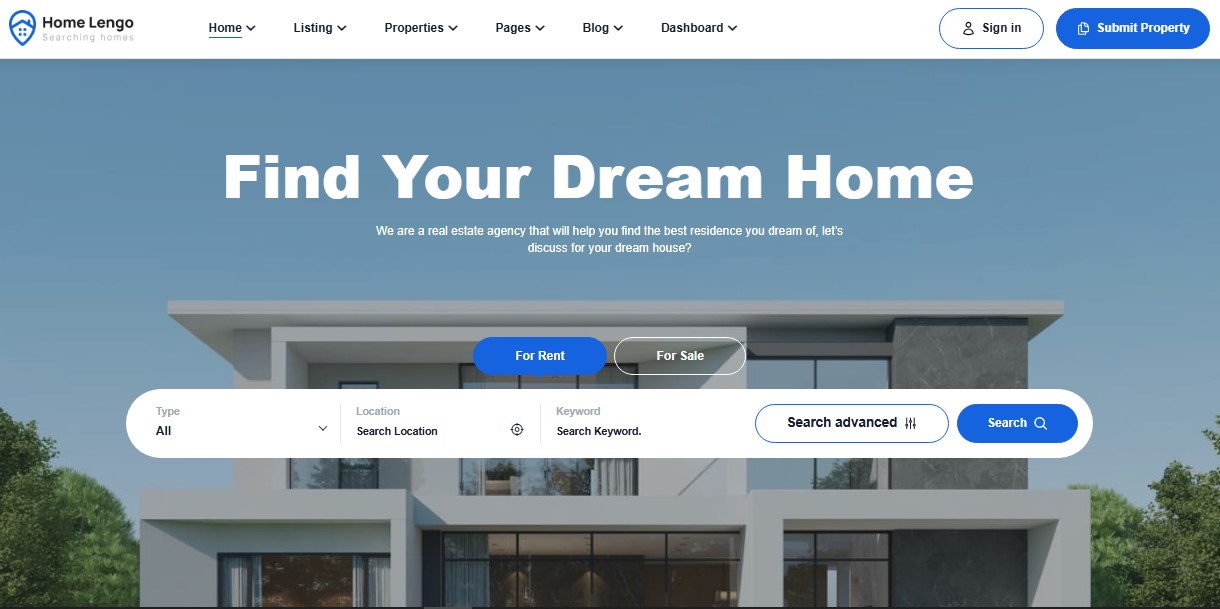 Home Lengo
Searching homes
Home
Listing
Properties
Pages
Blog
Dashboard
Sign in
Submit Property
Find Your Dream Home
We are a real estate agency that will help you find the best residence you dream of, let's
discuss for your dream house?
For Rent
For Sale
Type
Location
Keyword
All
Search Location
Search Keyword.
Search advanced
Search